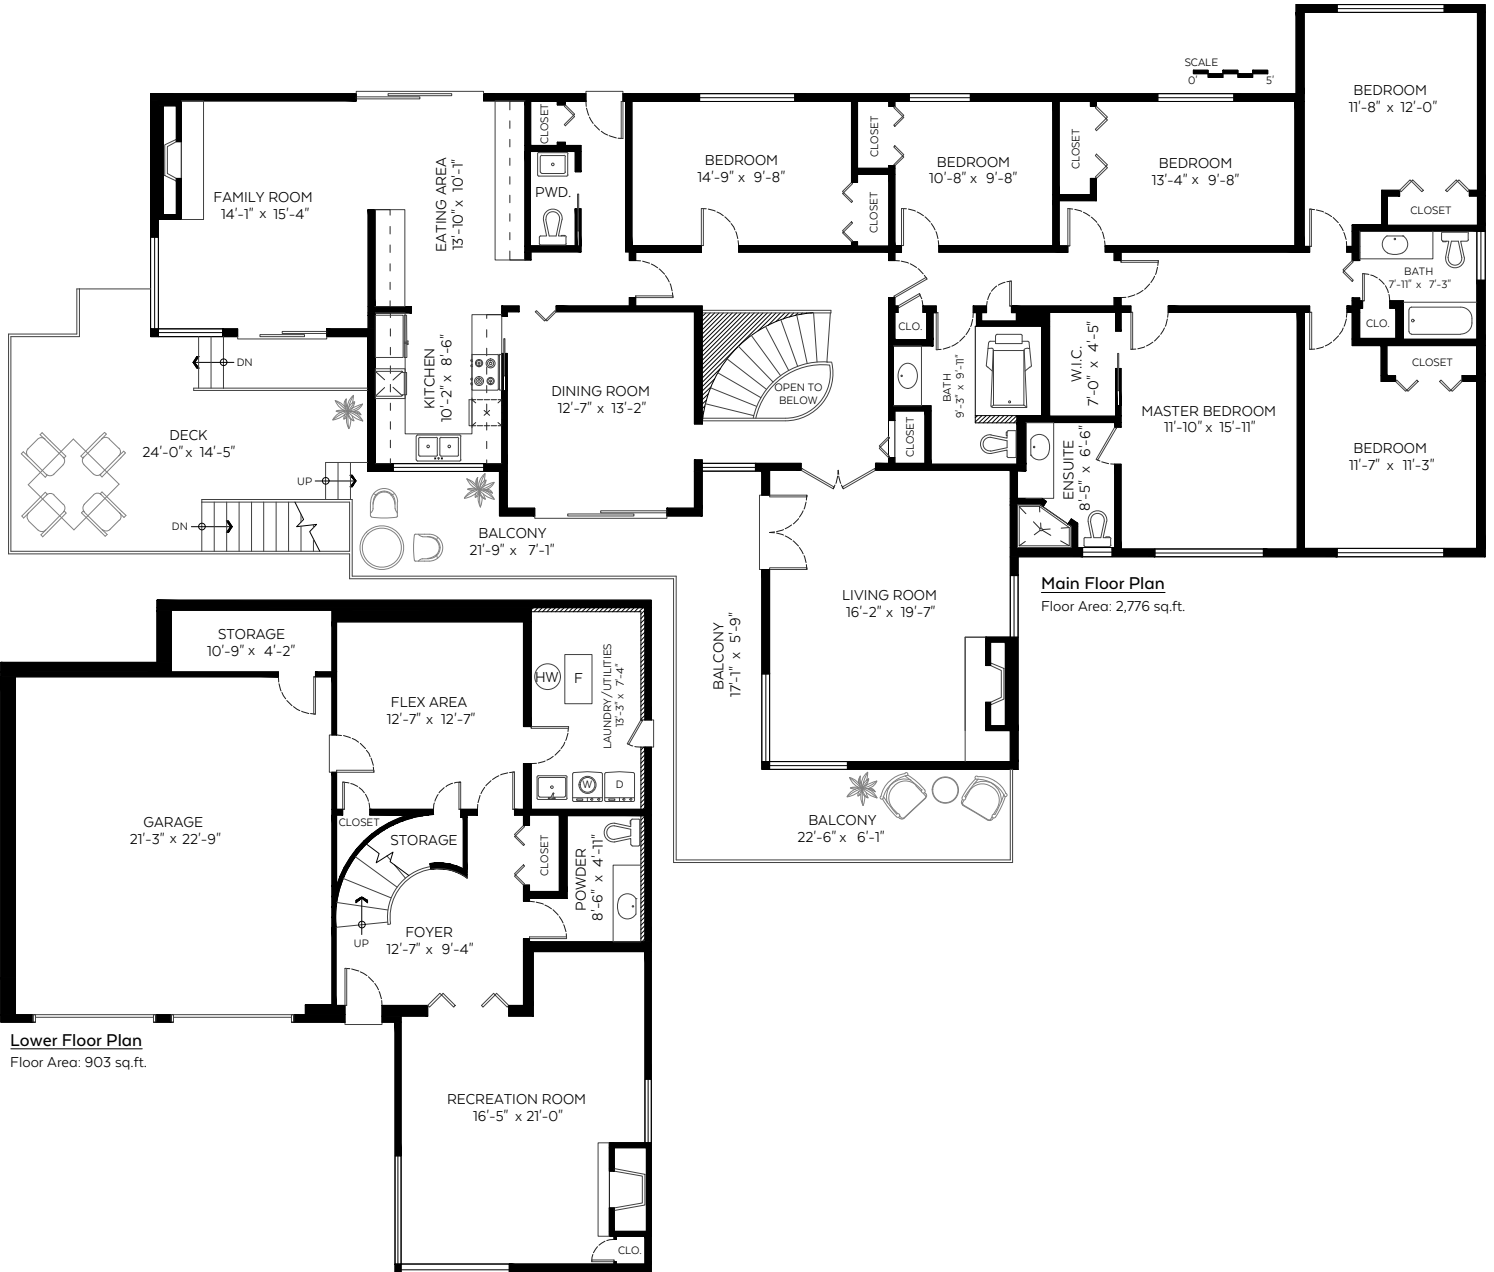 SCALE
0' 5'
BEDROOM
11'-8" x 12'-0"
CLOSET
FAMILY ROOM
14'-1" x 15'-4"
EATING AREA
13'-10" x 10'-1"
CLOSET
PWD.
BEDROOM
14'-9" x 9'-8"
CLOSET
CLOSET
BEDROOM
10'-8" x 9'-8"
CLOSET
BEDROOM
13'-4" x 9'-8"
BATH
7'-11" x 7'-3"
CLO.
CLOSET
DN
KITCHEN
10'-2" x 8'-6"
DINING ROOM
12'-7" x 13'-2"
OPEN TO
BELOW
CLO.
BATH
9'-3" x 9'-11"
CLOSET
W.I.C.
7'-0" x 4'-5"
MASTER BEDROOM
11'-10" x 15'-11"
ENSUITE
8'-5" x 6'-6"
BEDROOM
11'-7" x 11'-3"
DECK
24'-0" x 14'-5"
UP
DN
BALCONY
21'-9" x 7'-1"
LIVING ROOM
16'-2" x 19'-7"
Main Floor Plan
Floor Area: 2,776 sq.ft.
BALCONY
17'-1" x 5'-9"
BALCONY
22'-6" x 6'-1"
STORAGE
10'-9" x 4'-2"
FLEX AREA
12'-7" x 12'-7"
HW
F
LAUNDRY/UTILITIES
13'-3" x 7'-4"
W
D
GARAGE
21'-3" x 22'-9"
CLOSET
STORAGE
CLOSET
POWDER
8'-6" x 4'-11"
FOYER
12'-7" x 9'-4"
UP
Lower Floor Plan
Floor Area: 903 sq.ft.
RECREATION ROOM
16'-5" x 21'-0"
CLO.